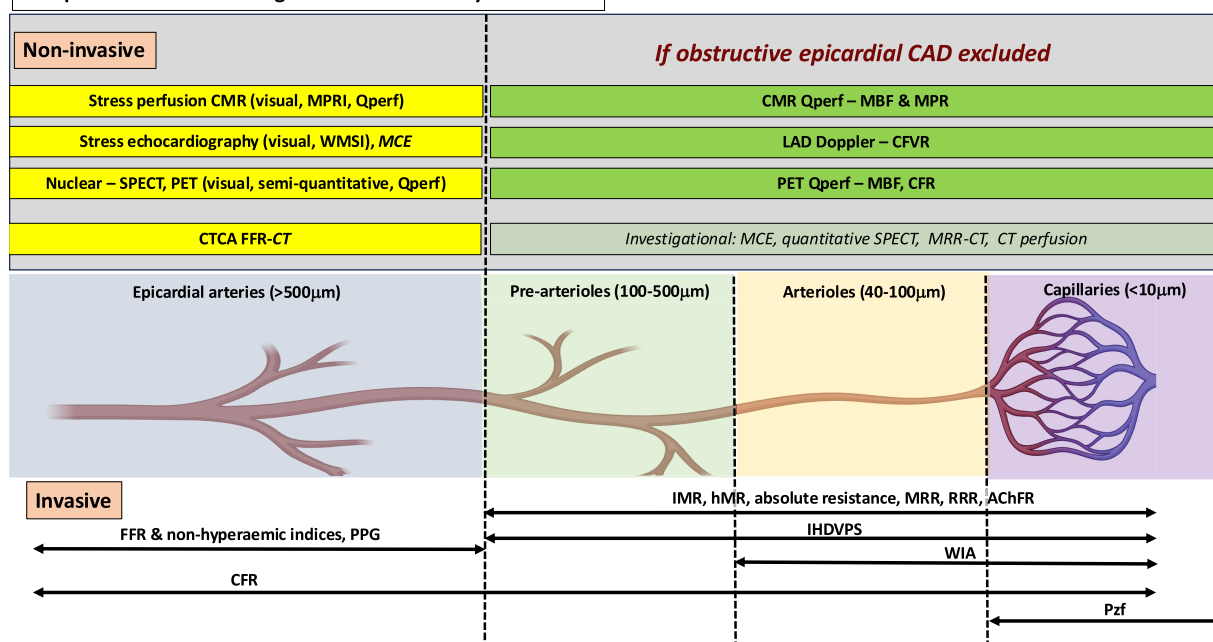 Non-invasive
If obstructive epicardial CAD excluded
Stress perfusion CMR (visual, MPRI, Qperf)
CMR Qperf – MBF & MPR
Stress echocardiography (visual, WMSI), MCE
LAD Doppler – CFVR
Nuclear – SPECT, PET (visual, semi-quantitative, Qperf)
PET Qperf – MBF, CFR
CTCA FFR-CT
Investigational: MCE, quantitative SPECT, MRR-CT, CT perfusion
Epicardial arteries (>500μm)
Pre-arterioles (100-500μm)
Arterioles (40-100μm)
Capillaries (<10μm)
Invasive
IMR, hMR, absolute resistance, MRR, RRR, AChFR
FFR & non-hyperaemic indices, PPG
IHDVPS
WIA
CFR
Pzf